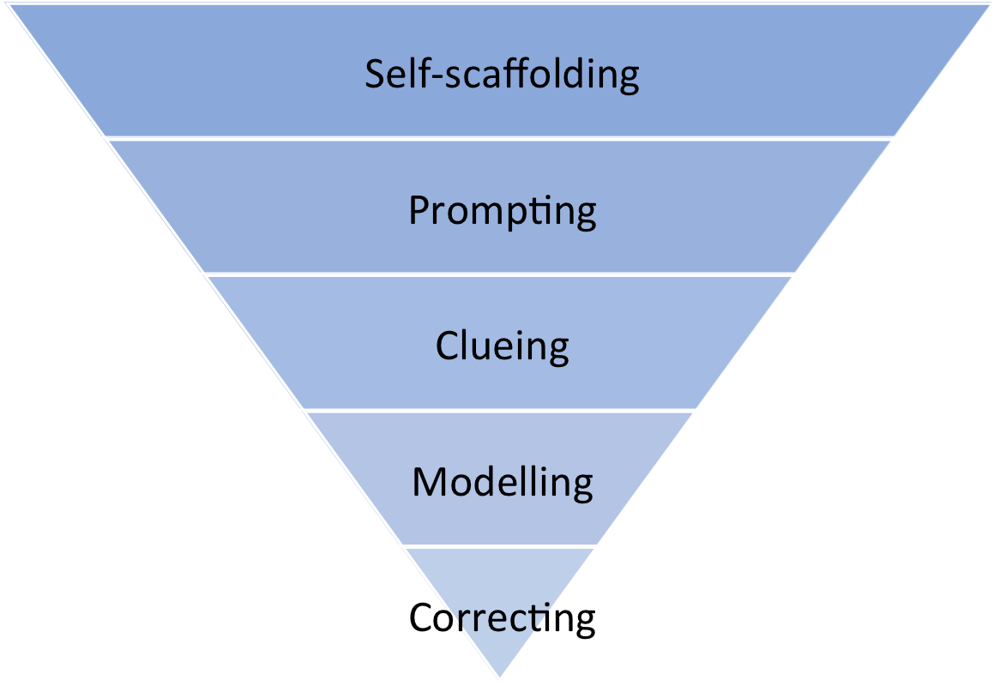 Self-scaffolding
Prompting
Clueing
Modelling
Correcting